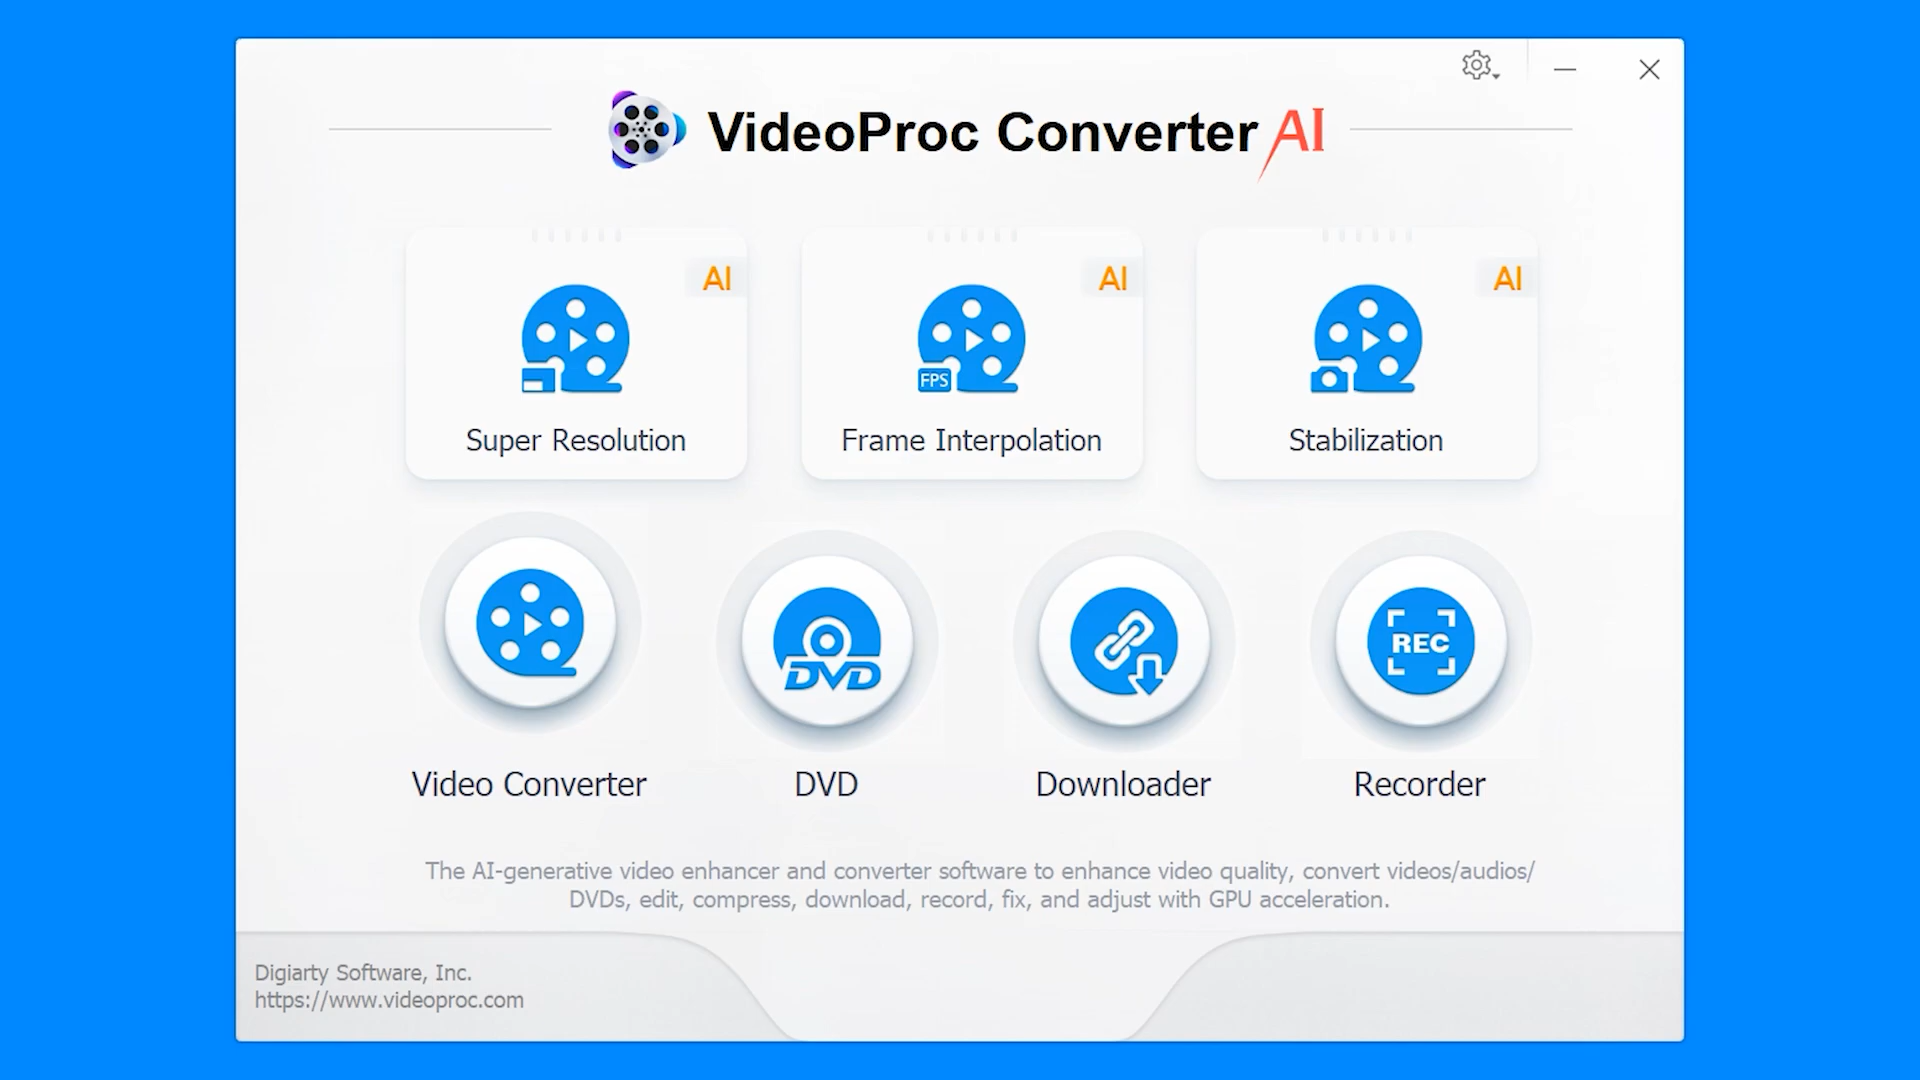 VideoProc Converter AI
AI
AI
AI
FPS
Super Resolution
Frame Interpolation
Stabilization
DVD
REC
Video Converter
DVD
Downloader
Recorder
The AI-generative video enhancer and converter software to enhance video quality, convert videos/audios/
DVDs, edit, compress, download, record, fix, and adjust with GPU acceleration.
Digiarty Software, Inc.
https://www.videoproc.com